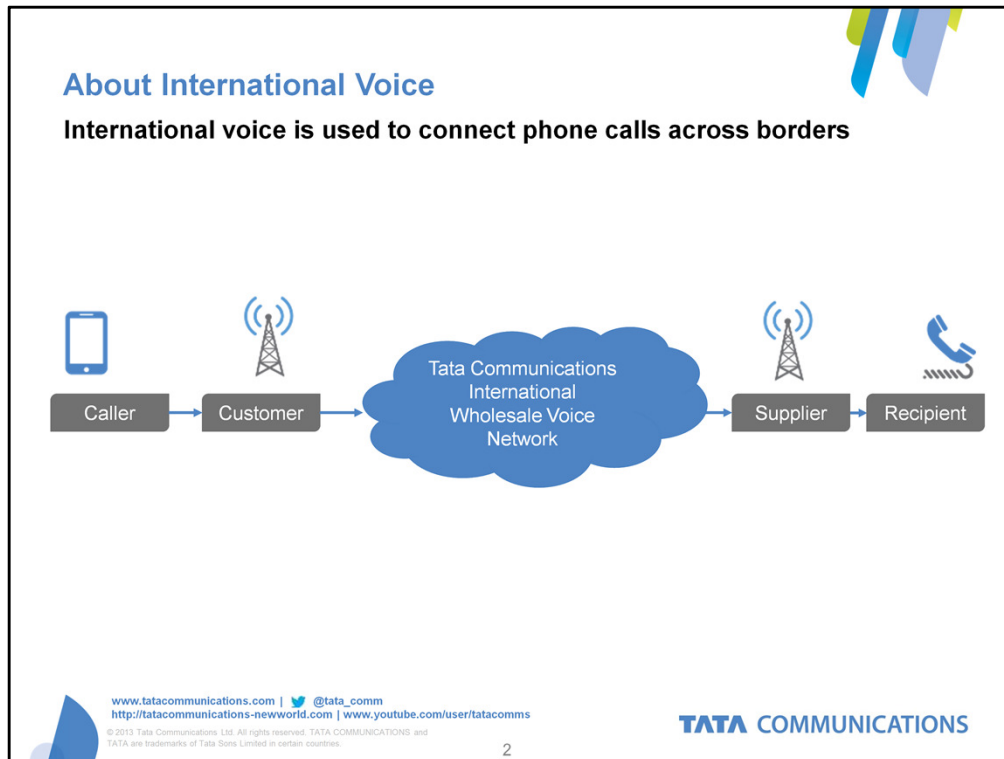 About International Voice
International voice is used to connect phone calls across borders
Caller
Customer
Tata Communications
International
Wholesale Voice
Network
Supplier
Recipient
www.tatacommunications.com | @tata_comm
http://tatacommunications-newworld.com | www.youtube.com/user/tatacomms
© 2013 Tata Communications Ltd. All rights reserved. TATA COMMUNICATIONS and
TATA are trademarks of Tata Sons Limited in certain countries.
2
TATA COMMUNICATIONS